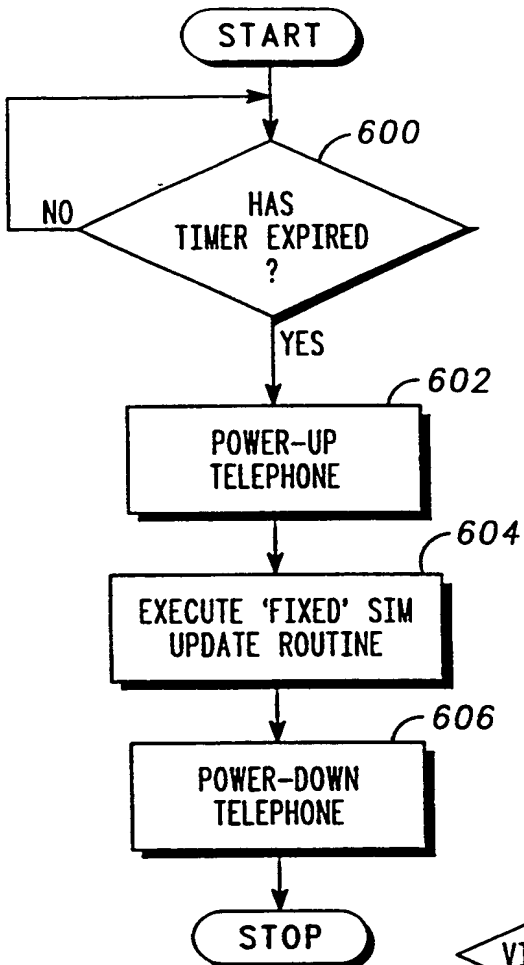 START
600
HAS
TIMER EXPIRED
?
NO
YES
602
POWER-UP
TELEPHONE
604
EXECUTE 'FIXED' SIM
UPDATE ROUTINE
606
POWER-DOWN
TELEPHONE
STOP